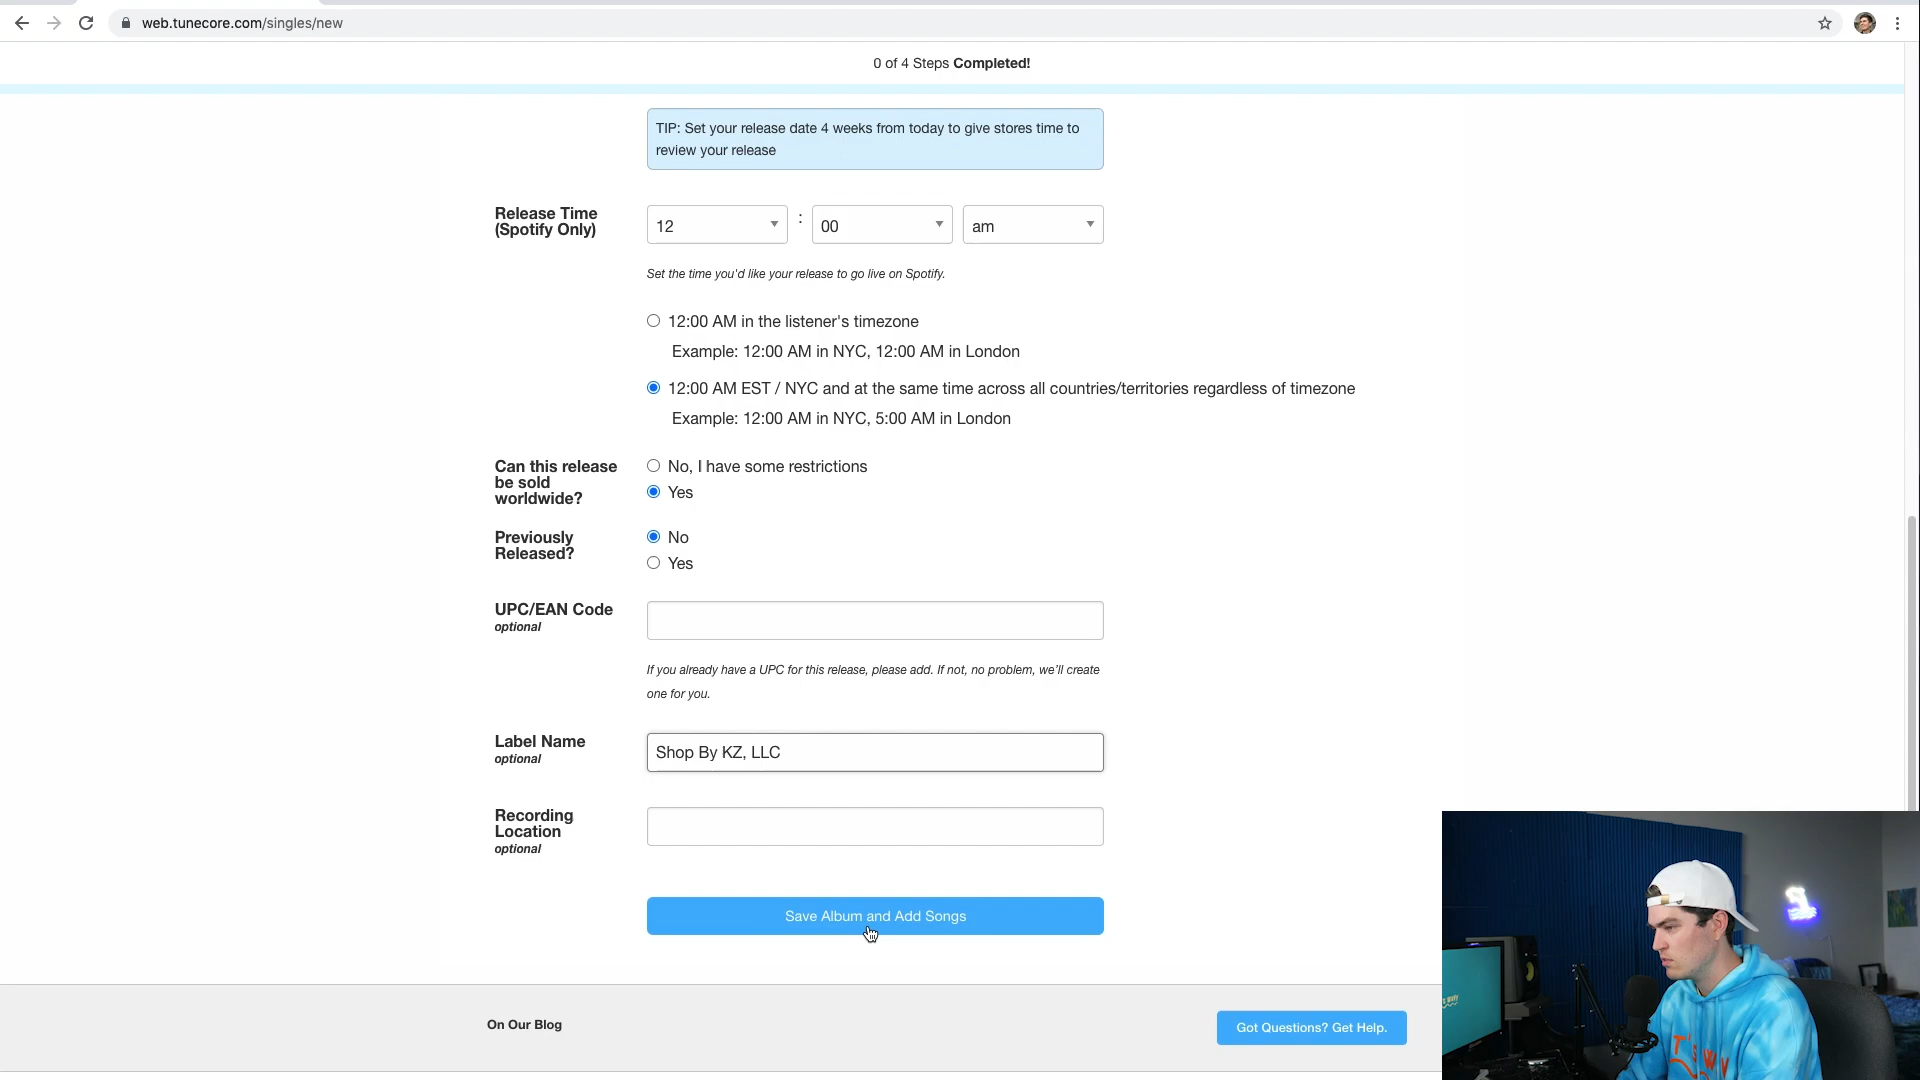 web.tunecore.com/singles/new
0 of 4 Steps Completed!
TIP: Set your release date 4 weeks from today to give stores time to
review your release
Release Time
(Spotify Only)
12 : 00 am
Set the time you'd like your release to go live on Spotify.
12:00 AM in the listener's timezone
Example: 12:00 AM in NYC, 12:00 AM in London
12:00 AM EST / NYC and at the same time across all countries/territories regardless of timezone
Example: 12:00 AM in NYC, 5:00 AM in London
Can this release
be sold
worldwide?
No, I have some restrictions
Yes
Previously
Released?
No
Yes
UPC/EAN Code
optional
If you already have a UPC for this release, please add. If not, no problem, we'll create
one for you.
Label Name
optional
Shop By KZ, LLC
Recording
Location
optional
Save Album and Add Songs
On Our Blog
Got Questions? Get Help.